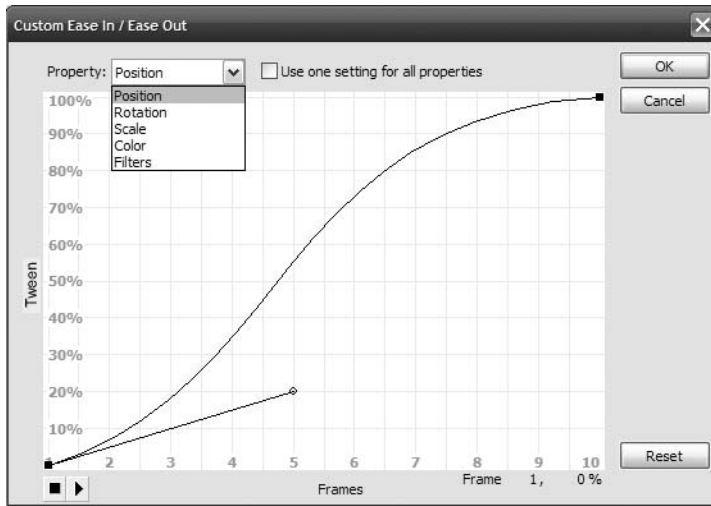 Custom Ease In / Ease Out
Property: Position
Use one setting for all properties
OK
Cancel
Position
Rotation
Scale
Color
Filters
100%
90%
80%
70%
60%
50%
40%
30%
20%
10%
Tween
1 2 3 4 5 6 7 8 9 10
Frame 1, 0 %
Frames
Reset